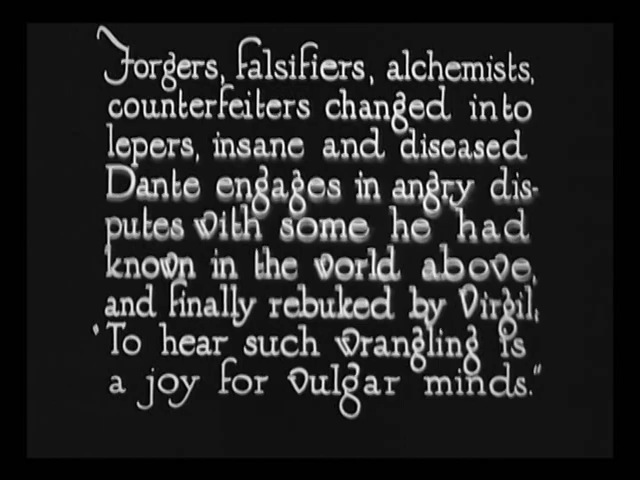 Forgers, falsifiers, alchemists,
counterfeiters changed into
lepers, insane and diseased
Dante engages in angry dis-
putes with some he had
known in the world above,
and finally rebuked by Virgil;
"To hear such wrangling is
a joy for vulgar minds."